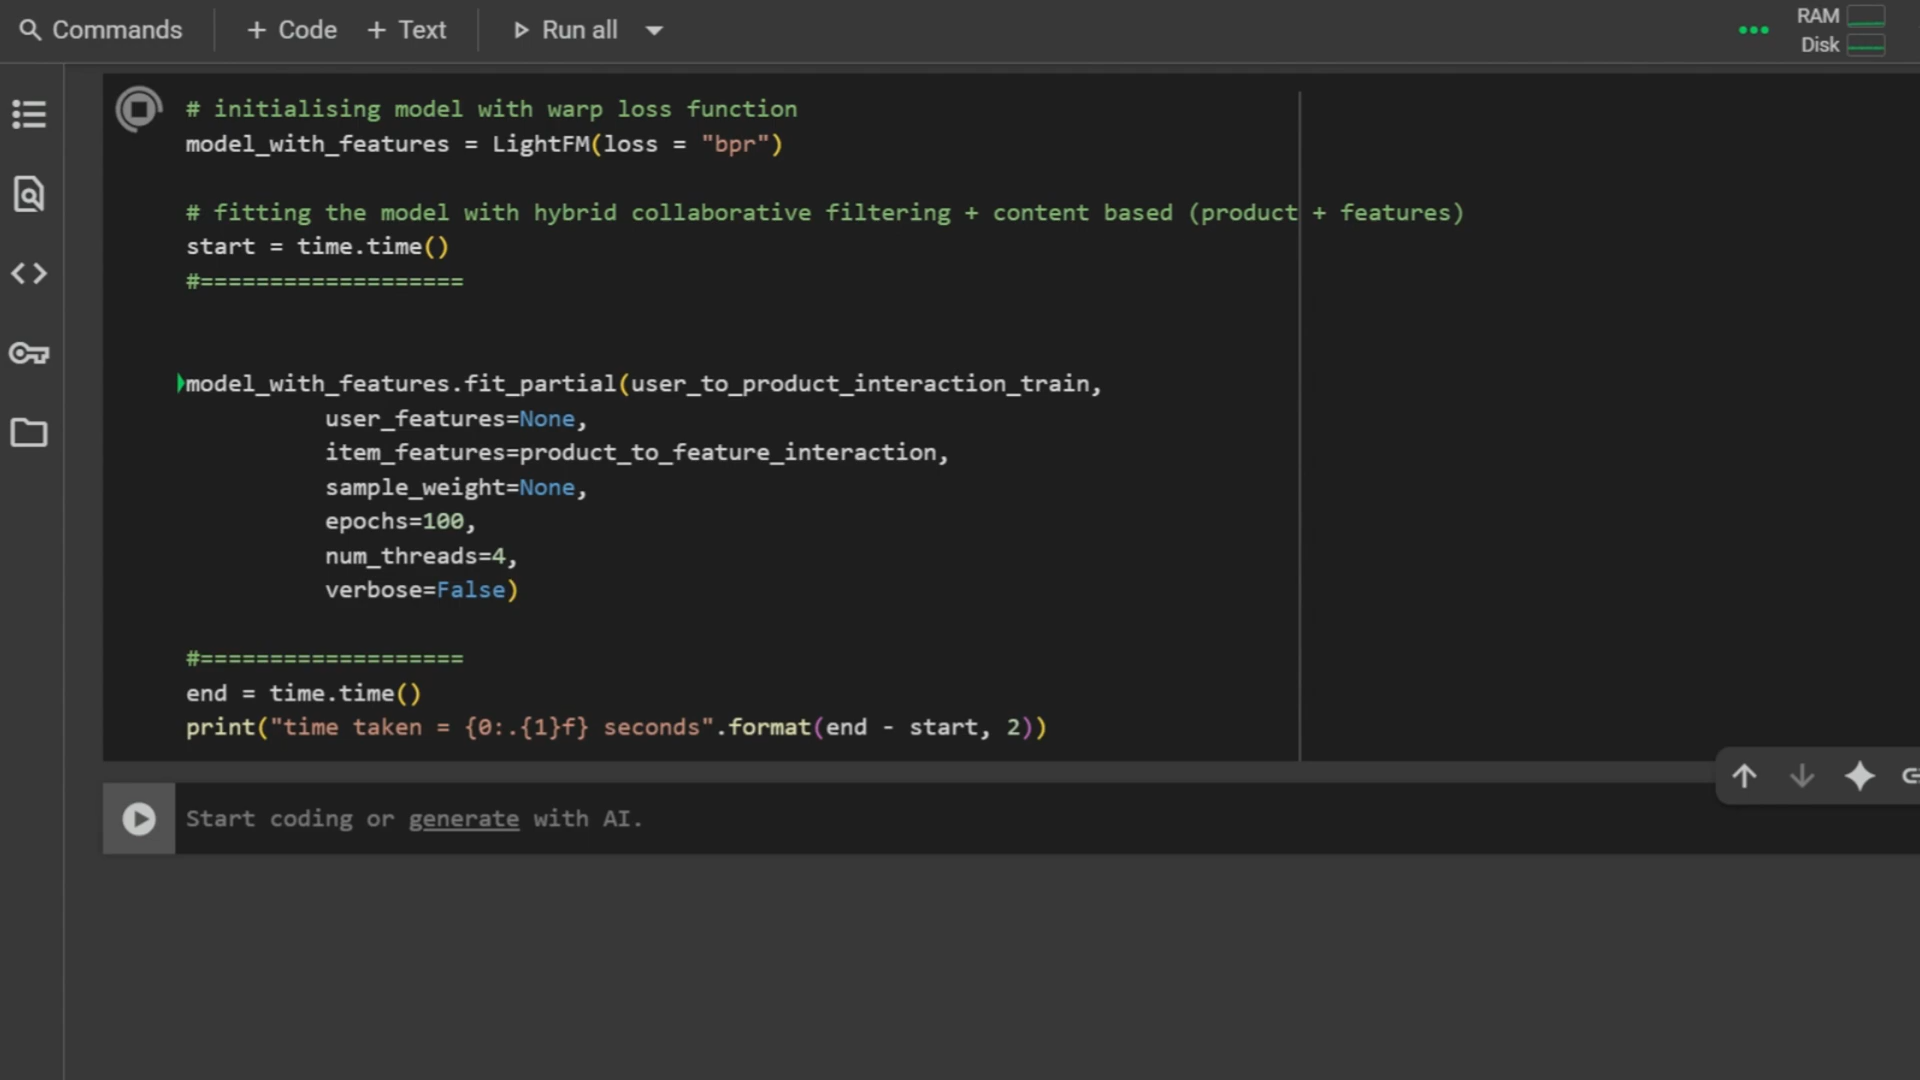 Commands
+ Code
+ Text
Run all
RAM
Disk
# initialising model with warp loss function
model_with_features = LightFM(loss = "bpr")
# fitting the model with hybrid collaborative filtering + content based (product + features)
start = time.time()
#===================
model_with_features.fit_partial(user_to_product_interaction_train,
user_features=None,
item_features=product_to_feature_interaction,
sample_weight=None,
epochs=100,
num_threads=4,
verbose=False)
#===================
end = time.time()
print("time taken = {0:.{1}f} seconds".format(end - start, 2))
Start coding or generate with AI.